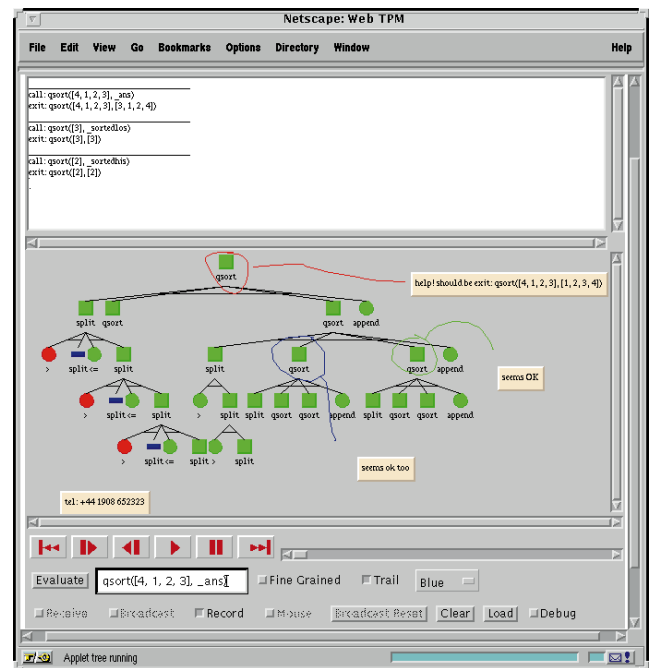 Netscape: Web TPM
File Edit View Go Bookmarks Options Directory Window Help
call: qsort([4, 1, 2, 3], _ans)
exit: qsort([4, 1, 2, 3], [3, 1, 2, 4])
call: qsort([3], _sortedlos)
exit: qsort([3], [3])
call: qsort([2], _sortedhis)
exit: qsort([2], [2])
qsort
help! should be exit: qsort([4, 1, 2, 3], [1, 2, 3, 4])
split qsort qsort append
> split <= split split qsort qsort append
seems OK
> split <= split > split split qsort qsort append split qsort qsort append
> split <= split > split
seems ok too
tel: +44 1908 652323
Evaluate qsort([4, 1, 2, 3], _ans) Fine Grained Trail Blue
Receive Broadcast Record Mouse Broadcast Reset Clear Load Debug
Applet tree running